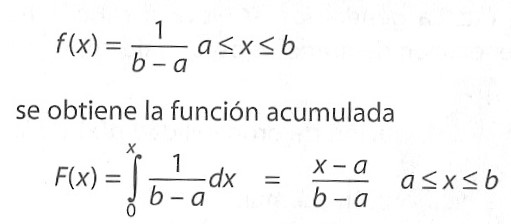 f(x) = 1/(b – a) a ≤ x ≤ b
se obtiene la función acumulada
F(x) = ∫₀ˣ 1/(b – a) dx = (x – a)/(b – a) a ≤ x ≤ b